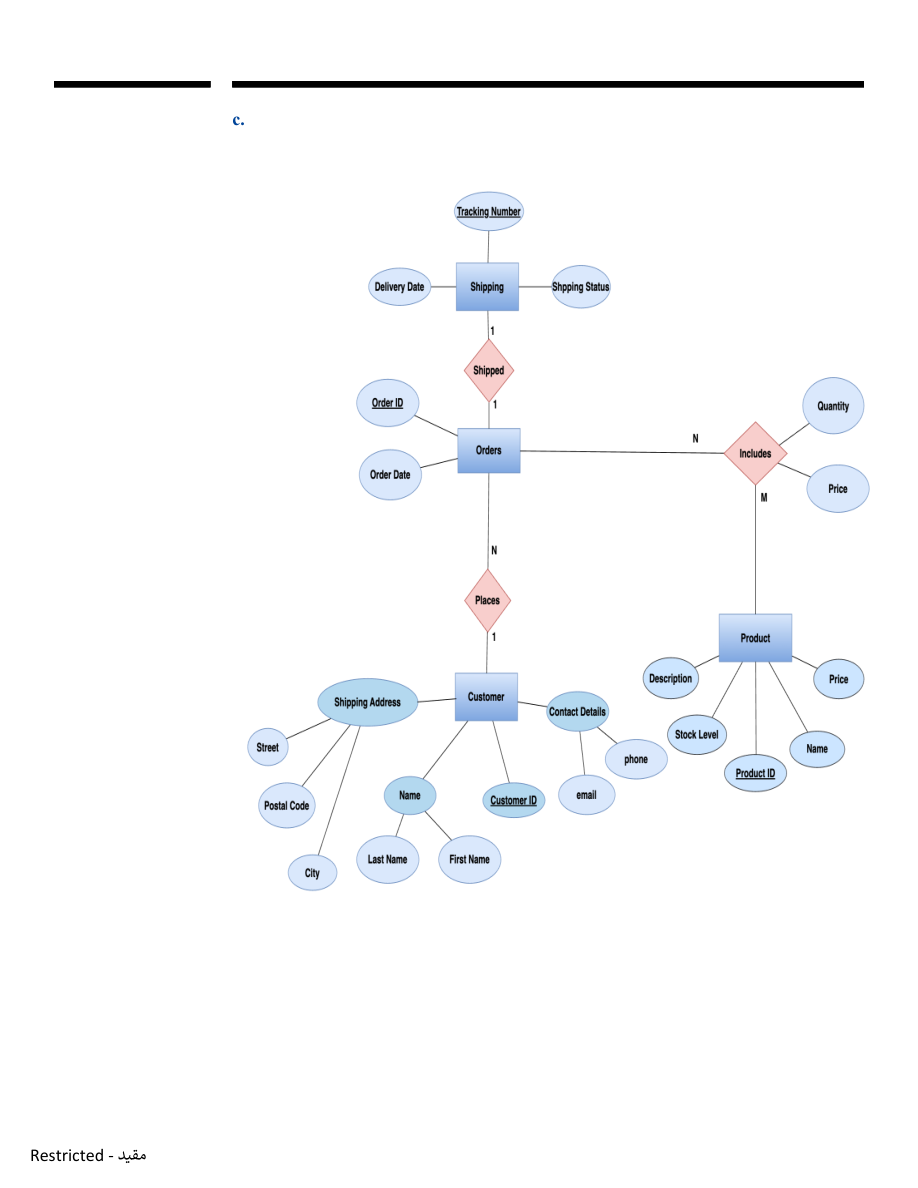 c.
Tracking Number
Delivery Date
Shipping
Shpping Status
1
Shipped
1
Order ID
Quantity
N
Orders
Includes
Order Date
Price
M
N
Places
1
Product
Description
Price
Customer
Shipping Address
Contact Details
Stock Level
Street
Name
phone
Product ID
Name
email
Customer ID
Postal Code
Last Name
First Name
City
Restricted - مقيد